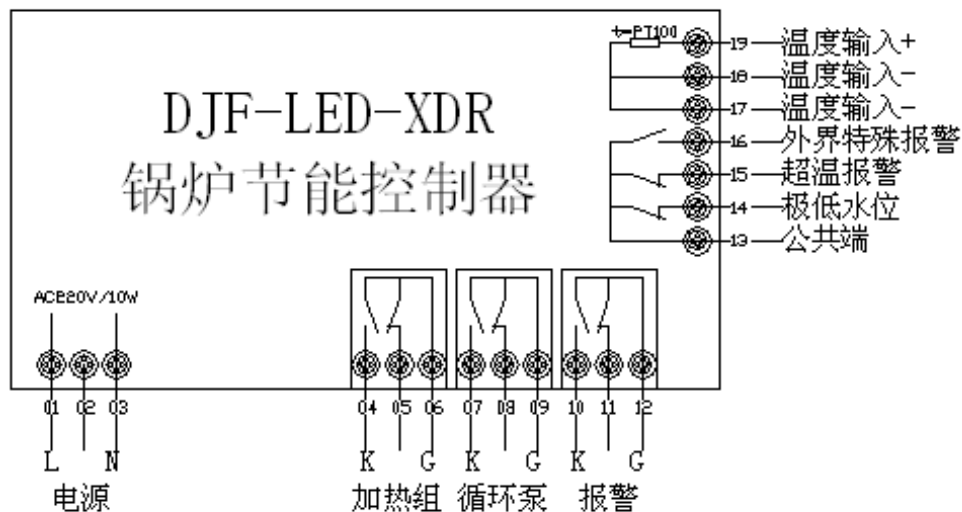 t-PT100
19 温度输入+
18 温度输入-
17 温度输入-
16 外界特殊报警
15 超温报警
14 极低水位
13 公共端
DJF-LED-XDR
锅炉节能控制器
AC220V/10W
01 02 03 04 05 06 07 08 09 10 11 12
L N K G K G K G
电源 加热组 循环泵 报警